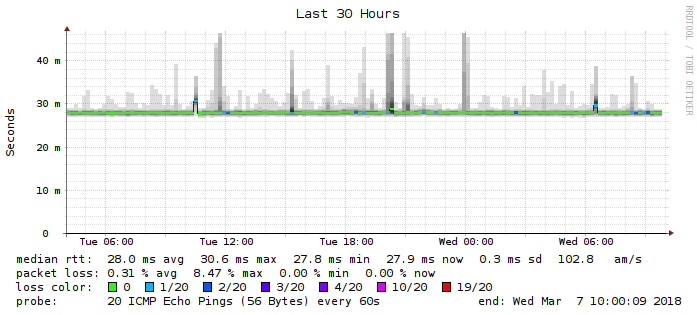 Last 30 Hours
RRDTOOL / TOBI OETIKER
Seconds
40 m
30 m
20 m
10 m
0
Tue 06:00 Tue 12:00 Tue 18:00 Wed 00:00 Wed 06:00
median rtt: 28.0 ms avg 30.6 ms max 27.8 ms min 27.9 ms now 0.3 ms sd 102.8 am/s
packet loss: 0.31 % avg 8.47 % max 0.00 % min 0.00 % now
loss color: 0 1/20 2/20 3/20 4/20 10/20 19/20
probe: 20 ICMP Echo Pings (56 Bytes) every 60s end: Wed Mar 7 10:00:09 2018